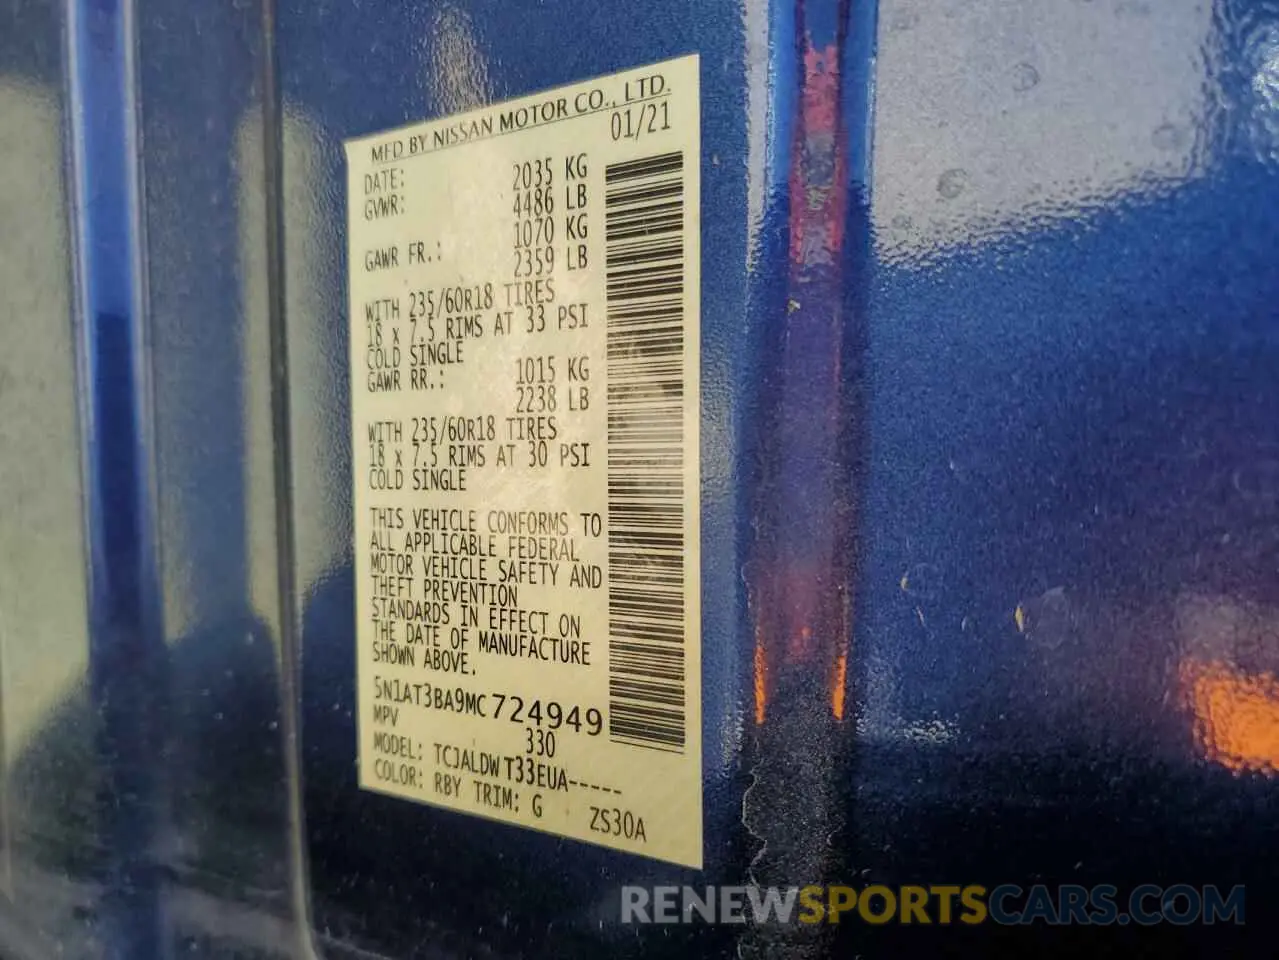 MFD BY NISSAN MOTOR CO., LTD.
DATE: 01/21
GVWR: 2035 KG
4486 LB
GAWR FR.: 1070 KG
2359 LB
WITH 235/60R18 TIRES
18 x 7.5 RIMS AT 33 PSI
COLD SINGLE
GAWR RR.: 1015 KG
2238 LB
WITH 235/60R18 TIRES
18 x 7.5 RIMS AT 30 PSI
COLD SINGLE
THIS VEHICLE CONFORMS TO
ALL APPLICABLE FEDERAL
MOTOR VEHICLE SAFETY AND
THEFT PREVENTION
STANDARDS IN EFFECT ON
THE DATE OF MANUFACTURE
SHOWN ABOVE.
5N1AT3BA9MC724949
MPV 330
MODEL: TCJALDWT33EUA-----
COLOR: RBY TRIM: G ZS30A
RENEWSPORTSCARS.COM